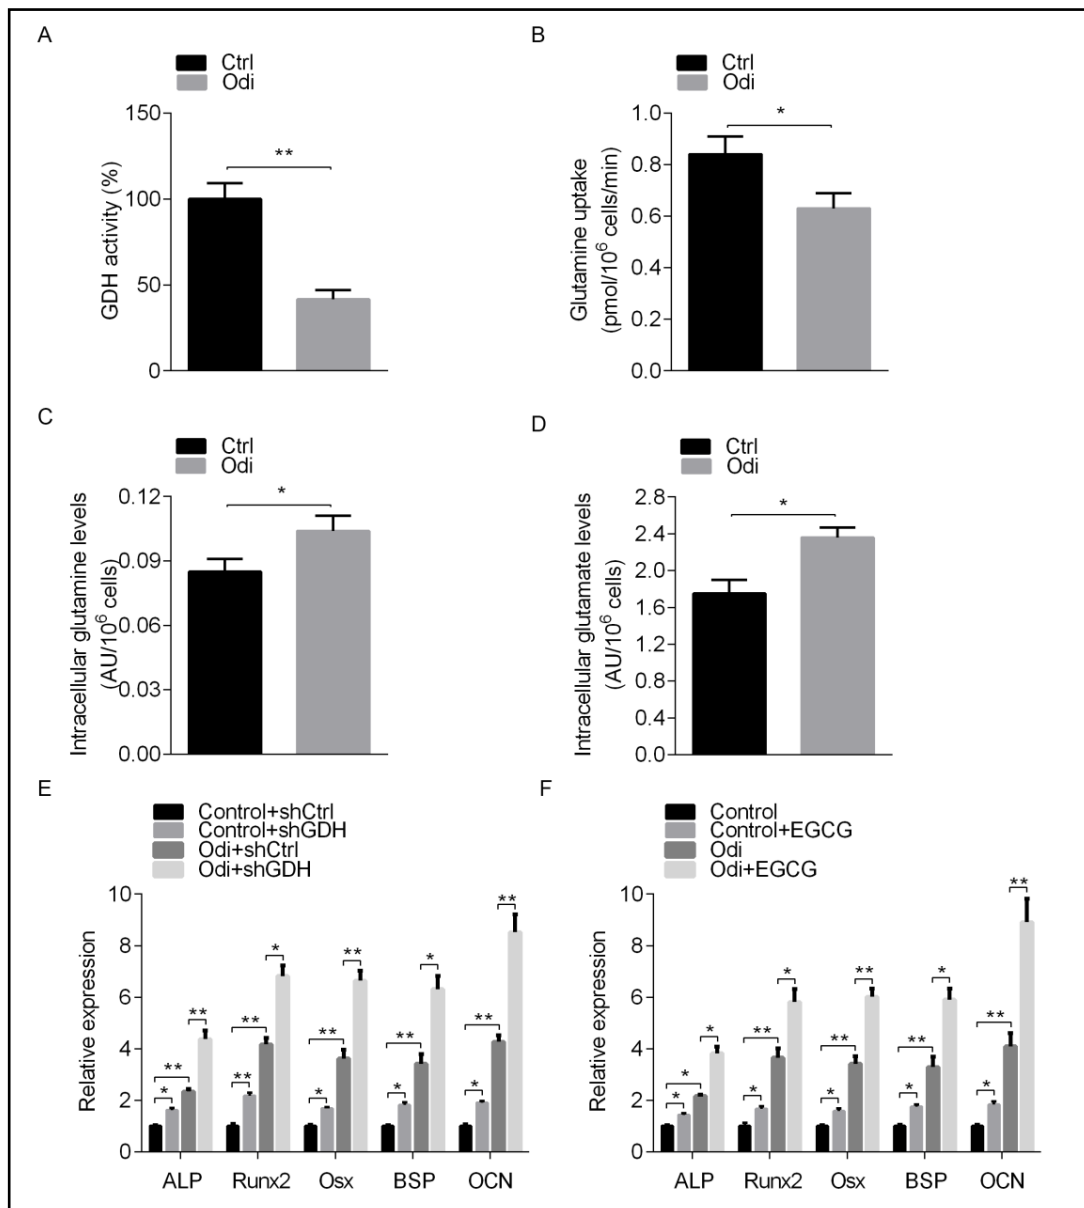 A
Ctrl
Odi
GDH activity (%)
150
100
50
0
**
B
Ctrl
Odi
Glutamine uptake
(pmol/10⁶ cells/min)
1.0
0.8
0.6
0.4
0.2
0.0
*
C
Ctrl
Odi
Intracellular glutamine levels
(AU/10⁶ cells)
0.12
0.09
0.06
0.03
0.00
*
D
Ctrl
Odi
Intracellular glutamate levels
(AU/10⁶ cells)
2.8
2.4
2.0
1.6
1.2
0.8
0.4
0.0
*
E
Control+shCtrl
Control+shGDH
Odi+shCtrl
Odi+shGDH
Relative expression
10
8
6
4
2
0
* ** **
** ** *
* ** **
* ** *
* ** **
ALP Runx2 Osx BSP OCN
F
Control
Control+EGCG
Odi
Odi+EGCG
Relative expression
10
8
6
4
2
0
* * *
* ** *
* ** **
* ** *
* ** **
ALP Runx2 Osx BSP OCN